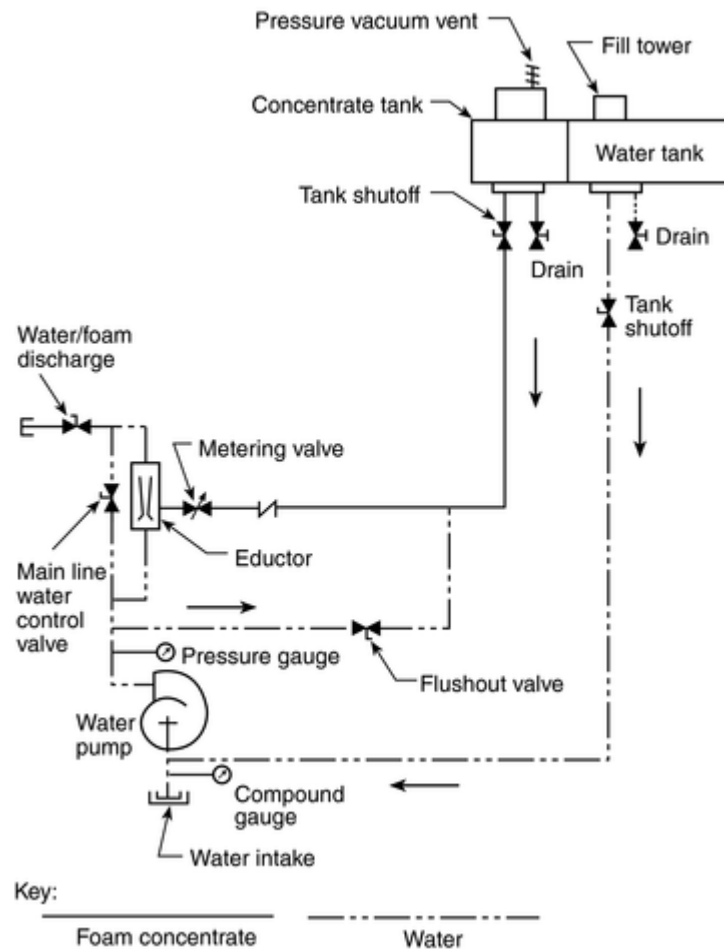 Pressure vacuum vent
Fill tower
Concentrate tank
Water tank
Tank shutoff
Drain
Drain
Tank
shutoff
Water/foam
discharge
Metering valve
Eductor
Main line
water
control
valve
Pressure gauge
Flushout valve
Water
pump
Compound
gauge
Water intake
Key:
Foam concentrate
Water